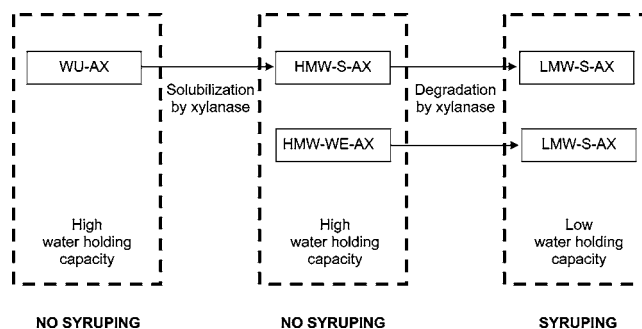 WU-AX
HMW-S-AX
LMW-S-AX
Solubilization
by xylanase
Degradation
by xylanase
HMW-WE-AX
LMW-S-AX
High
water holding
capacity
High
water holding
capacity
Low
water holding
capacity
NO SYRUPING
NO SYRUPING
SYRUPING